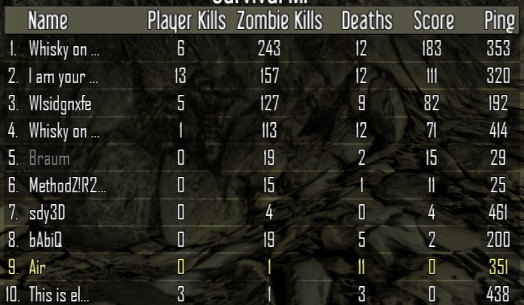 Survival MP
Name Player Kills Zombie Kills Deaths Score Ping
1. Whisky on ... 6 243 12 183 353
2. I am your ... 13 157 12 111 320
3. Wlsidgnxfe 5 127 9 82 192
4. Whisky on ... 1 113 12 71 414
5. Braum 0 19 2 15 29
6. MethodZ!R2... 0 15 1 11 25
7. sdy3D 0 4 0 4 461
8. bAbiQ 0 19 5 2 200
9. Air 0 1 11 0 351
10. This is el... 3 1 3 0 438